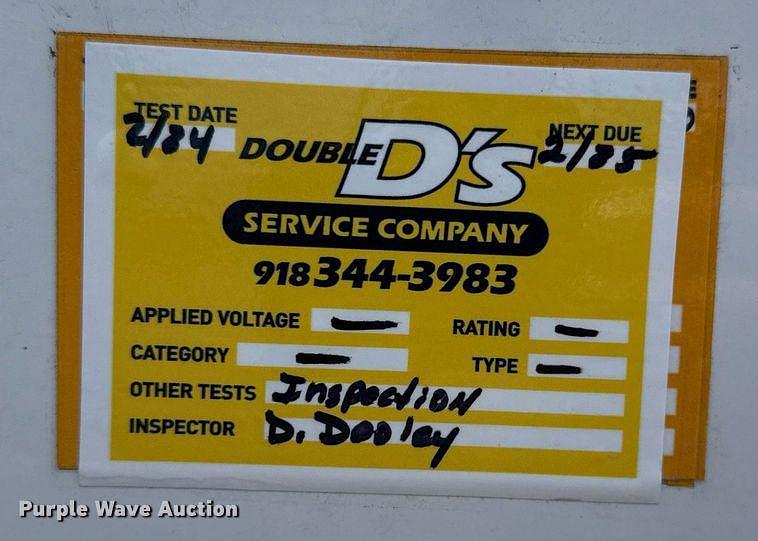 TEST DATE
2/24
DOUBLE D's
NEXT DUE
2/25
SERVICE COMPANY
918 344-3983
APPLIED VOLTAGE —
RATING —
CATEGORY —
TYPE —
OTHER TESTS Inspection
INSPECTOR D. Dooley
Purple Wave Auction